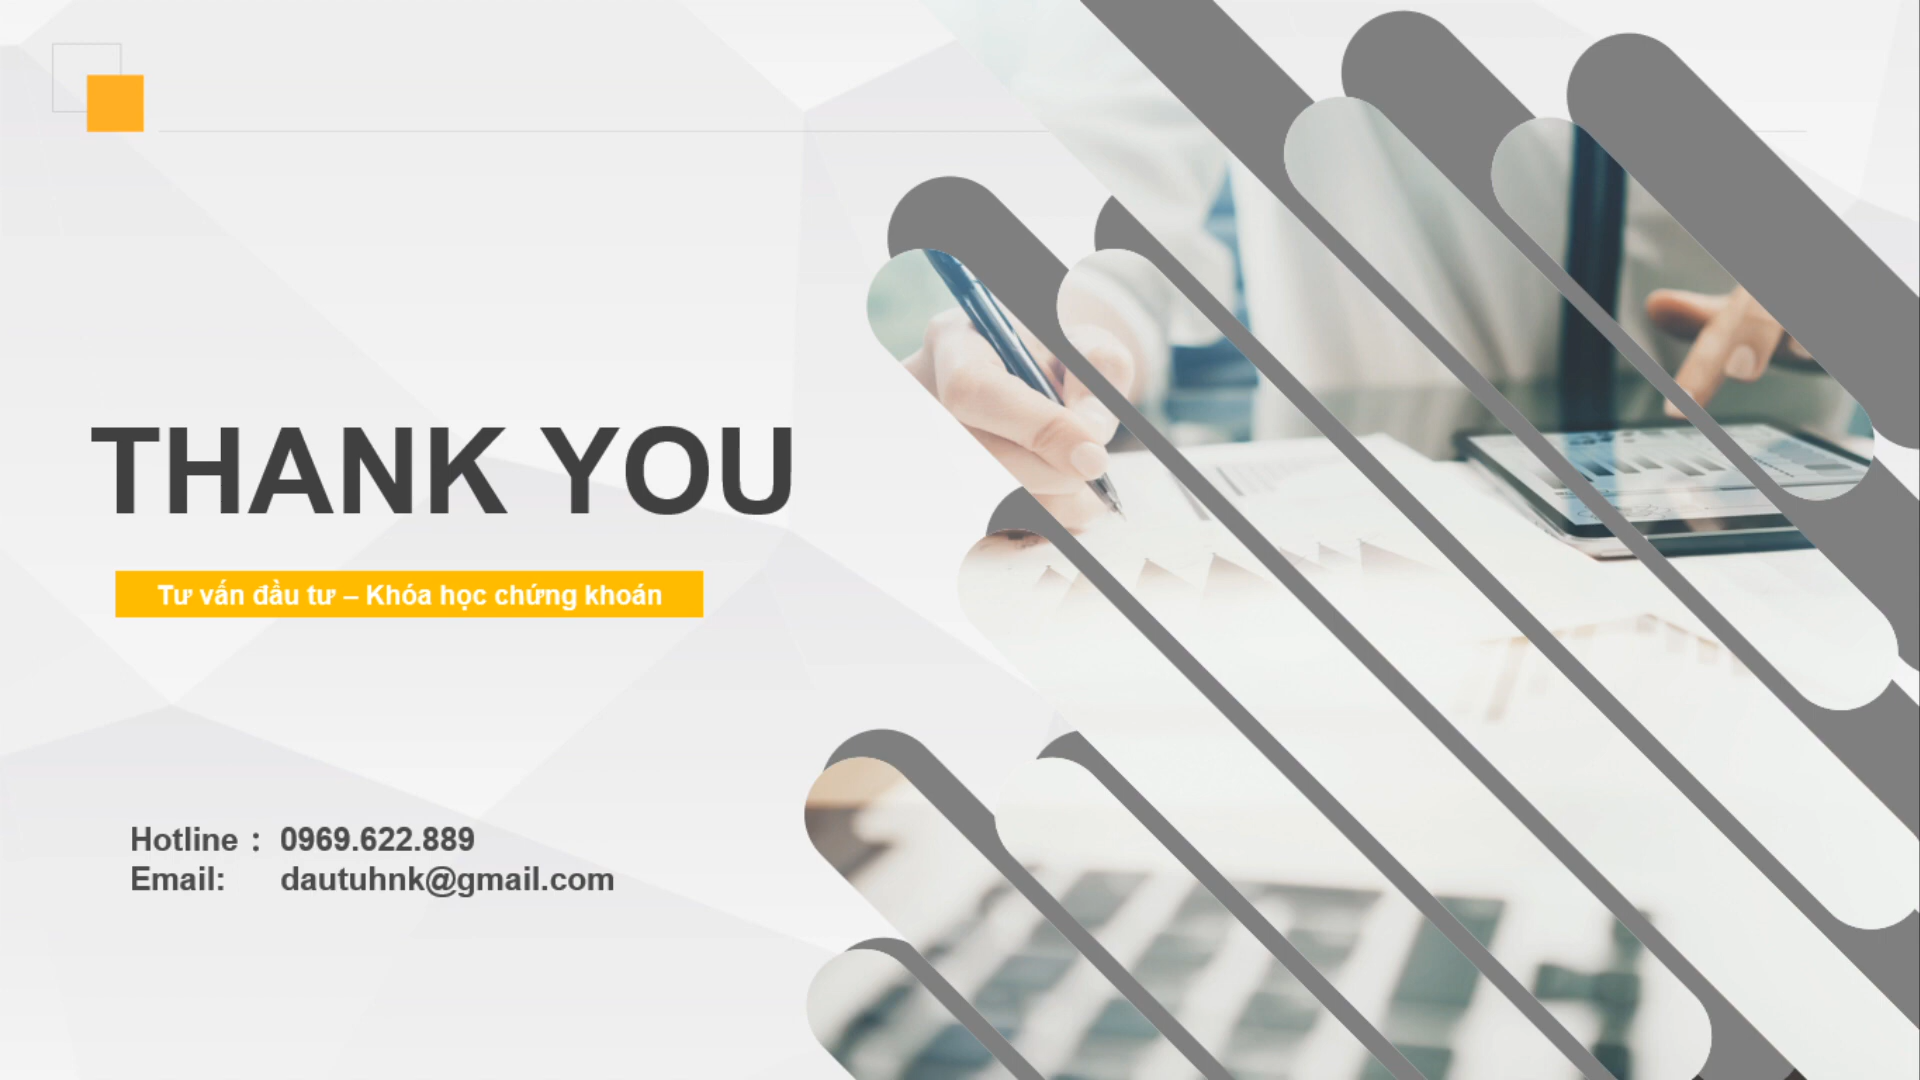 THANK YOU
Tư vấn đầu tư – Khóa học chứng khoán
Hotline : 0969.622.889
Email: dautuhnk@gmail.com